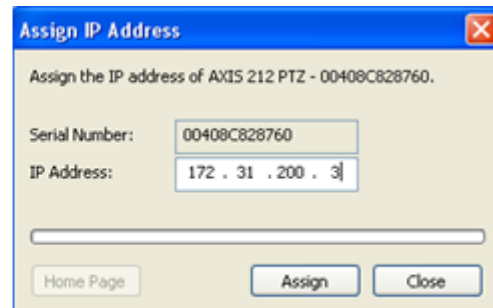 Assign IP Address
Assign the IP address of AXIS 212 PTZ - 00408C828760.
Serial Number: 00408C828760
IP Address: 172 . 31 .200 . 3
Home Page Assign Close